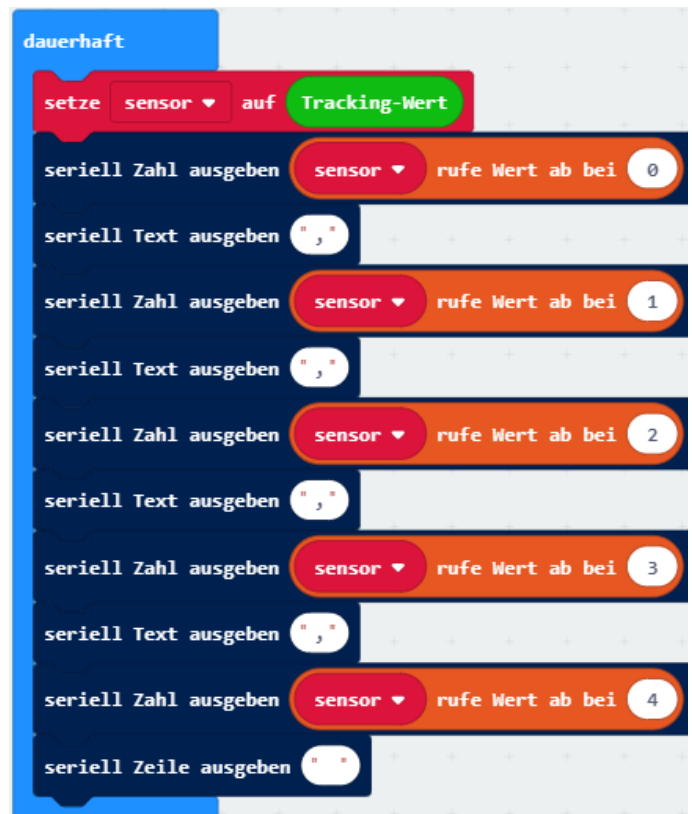 dauerhaft
setze sensor auf Tracking-Wert
seriell Zahl ausgeben sensor rufe Wert ab bei 0
seriell Text ausgeben ","
seriell Zahl ausgeben sensor rufe Wert ab bei 1
seriell Text ausgeben ","
seriell Zahl ausgeben sensor rufe Wert ab bei 2
seriell Text ausgeben ","
seriell Zahl ausgeben sensor rufe Wert ab bei 3
seriell Text ausgeben ","
seriell Zahl ausgeben sensor rufe Wert ab bei 4
seriell Zeile ausgeben " "